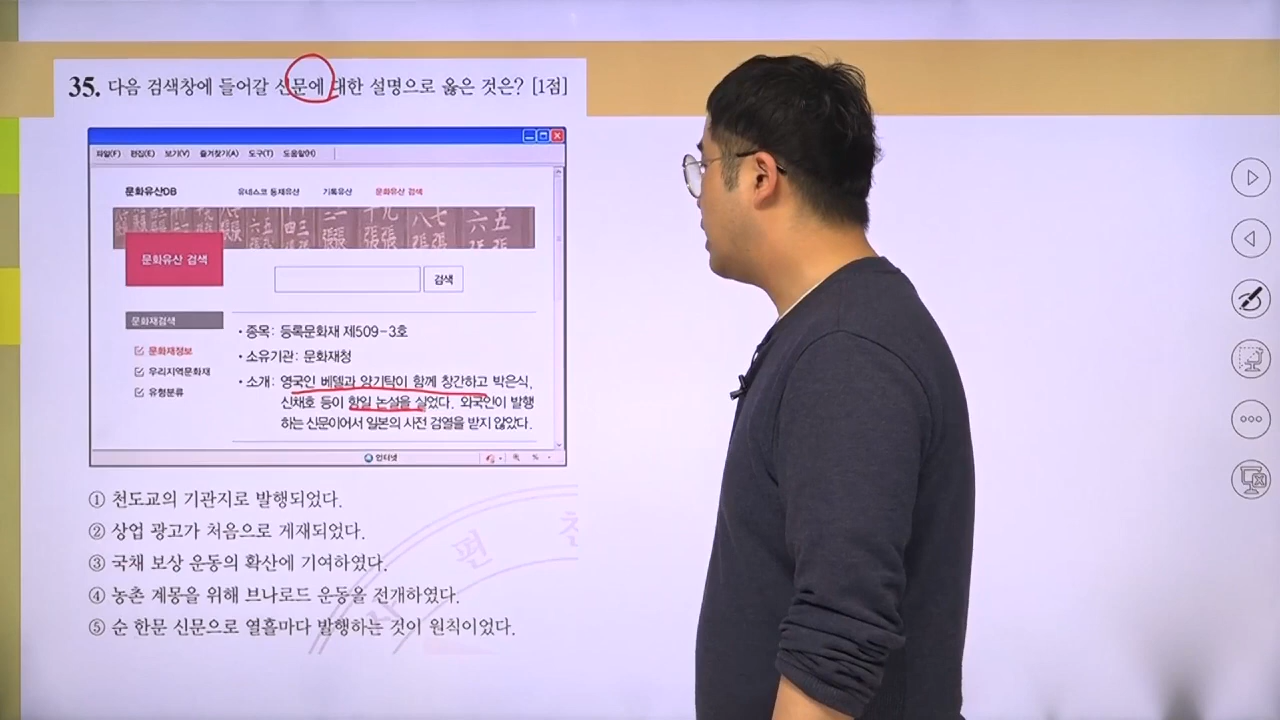 35. 다음 검색창에 들어갈 신문에 대한 설명으로 옳은 것은? [1점]
파일(F) 편집(E) 보기(V) 즐겨찾기(A) 도구(T) 도움말(H)
문화유산DB 유네스코 등재유산 기록유산 문화유산 검색
문화유산 검색
검색
문화재검색
문화재정보
우리지역문화재
유형분류
• 종목: 등록문화재 제509-3호
• 소유기관: 문화재청
• 소개: 영국인 베델과 양기탁이 함께 창간하고 박은식,
신채호 등이 항일 논설을 실었다. 외국인이 발행
하는 신문이어서 일본의 사전 검열을 받지 않았다.
인터넷
① 천도교의 기관지로 발행되었다.
② 상업 광고가 처음으로 게재되었다.
③ 국채 보상 운동의 확산에 기여하였다.
④ 농촌 계몽을 위해 브나로드 운동을 전개하였다.
⑤ 순 한문 신문으로 열흘마다 발행하는 것이 원칙이었다.